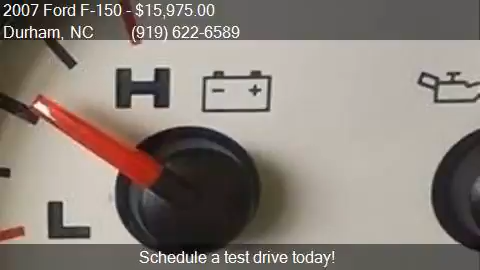 2007 Ford F-150 - $15,975.00
Durham, NC (919) 622-6589
H
- +
L
Schedule a test drive today!